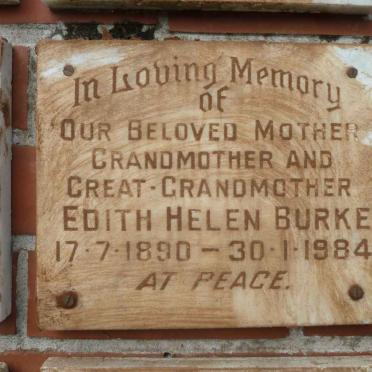 In Loving Memory
of
OUR BELOVED MOTHER
GRANDMOTHER AND
GREAT-GRANDMOTHER
EDITH HELEN BURKE
17·7·1890 – 30·1·1984
AT PEACE.